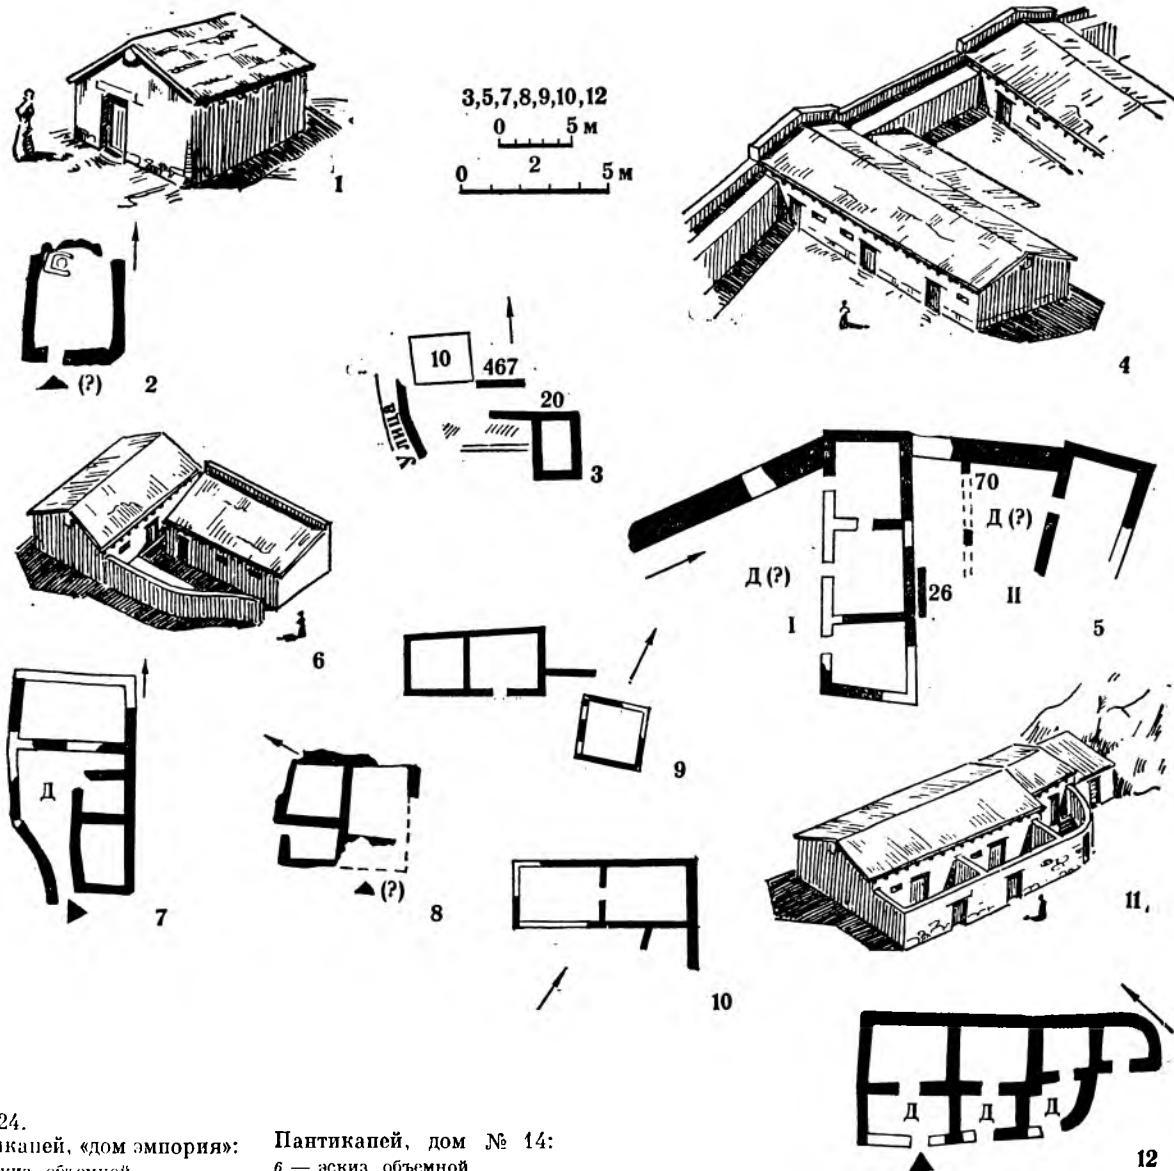 3,5,7,8,9,10,12
0 5 м
2
0 5 м
1
4
(?) 2
10 467
улица
20
3
70
Д (?)
Д (?)
26
I II 5
6
9
Д
(?)
7 8
11
10
Д Д Д
12
24.
Пантикапей, дом № 14:
6 — эскиз объемной
«дом эмпория»: